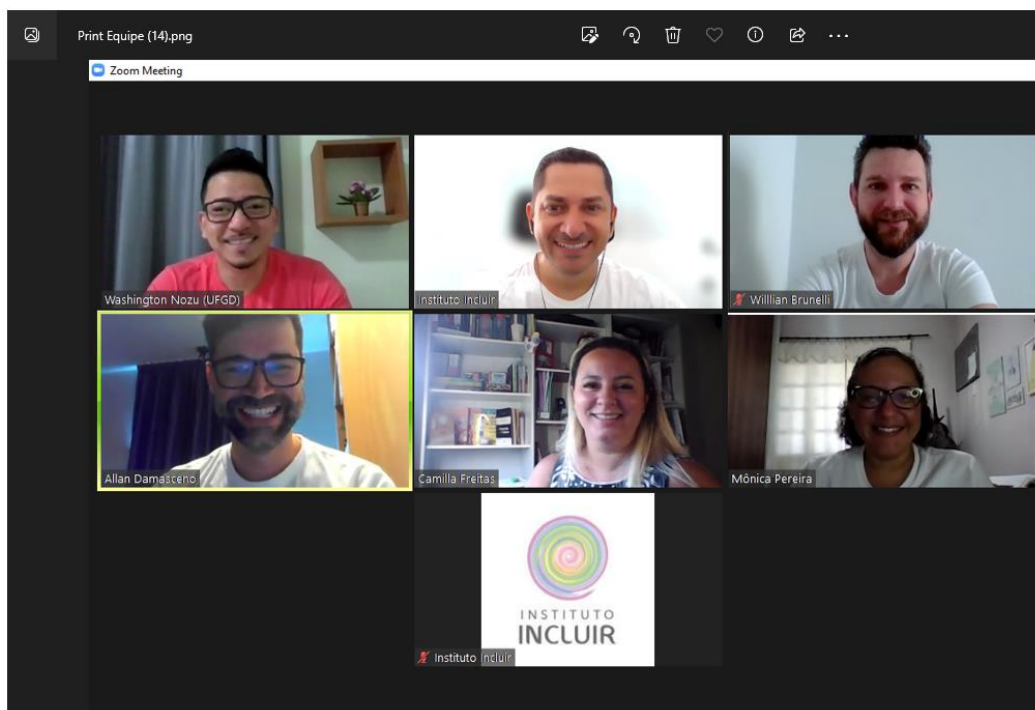 Print Equipe (14).png
Zoom Meeting
Washington Nozu (UFGD)
Instituto Incluir
Willlian Brunelli
Allan Damasceno
Camilla Freitas
Mônica Pereira
INSTITUTO
INCLUIR
Instituto Incluir